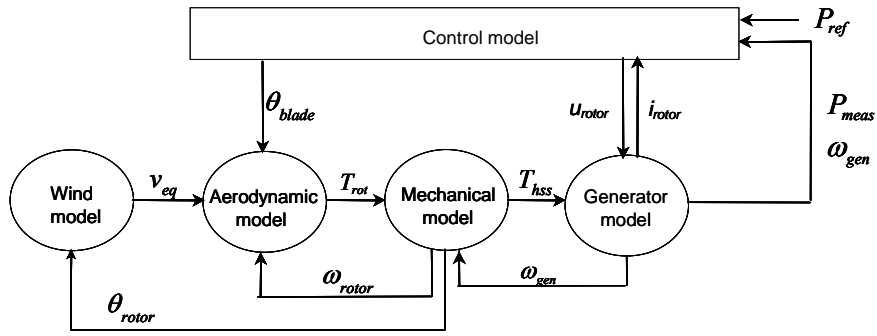 Control model
P_ref
θ_blade
u_rotor
i_rotor
P_meas
ω_gen
Wind
model
v_eq
Aerodynamic
model
T_rot
Mechanical
model
T_hss
Generator
model
ω_rotor
ω_gen
θ_rotor